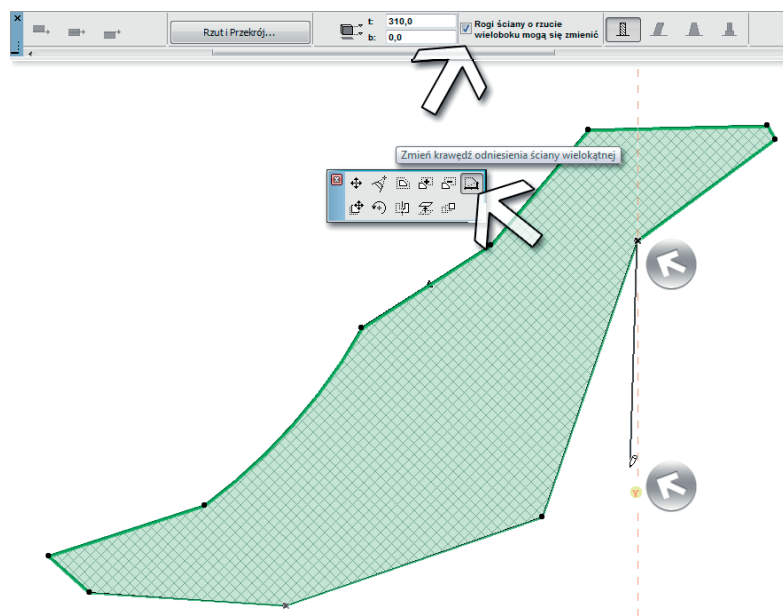 t: 310,0
b: 0,0
Rzut i Przekrój...
Rogi ściany o rzucie
wieloboku mogą się zmienić
Zmień krawędź odniesienia ściany wielokątnej
Y